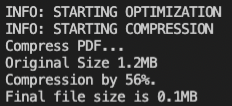 INFO: STARTING OPTIMIZATION
INFO: STARTING COMPRESSION
Compress PDF...
Original Size 1.2MB
Compression by 56%.
Final file size is 0.1MB